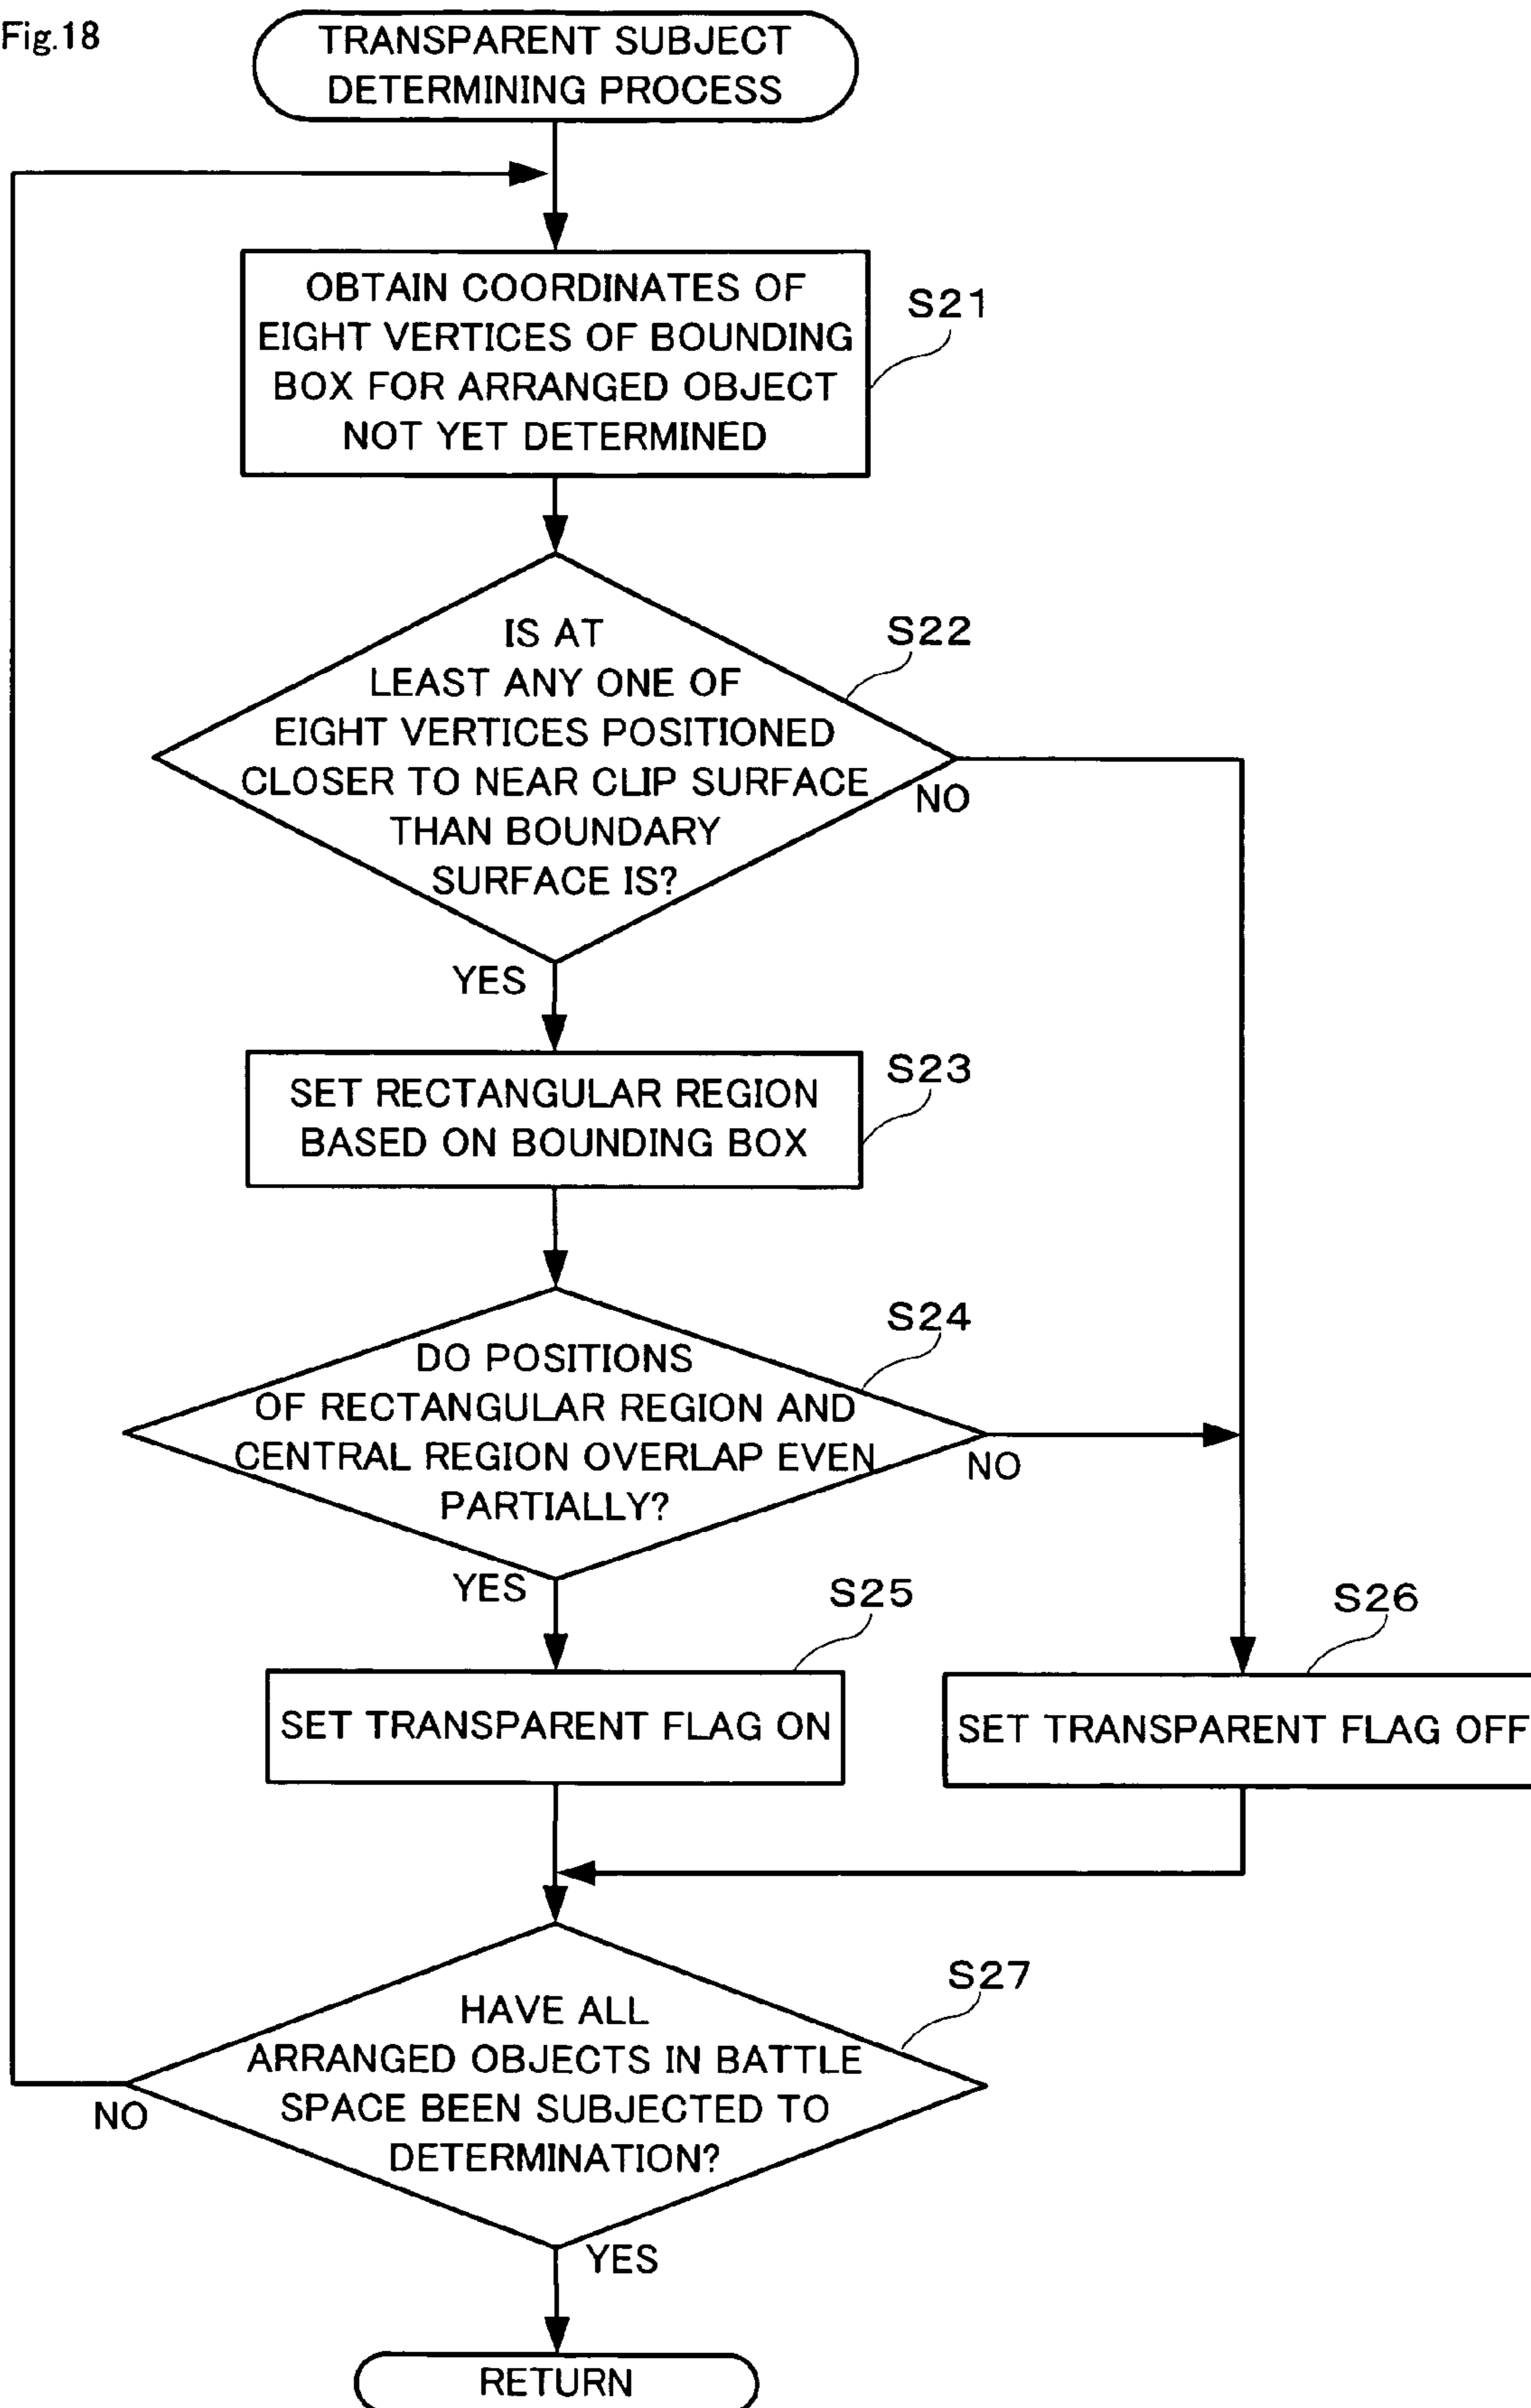 Fig.18
TRANSPARENT SUBJECT
DETERMINING PROCESS
OBTAIN COORDINATES OF
EIGHT VERTICES OF BOUNDING
BOX FOR ARRANGED OBJECT
NOT YET DETERMINED
S21
IS AT
LEAST ANY ONE OF
EIGHT VERTICES POSITIONED
CLOSER TO NEAR CLIP SURFACE
THAN BOUNDARY
SURFACE IS?
S22
NO
YES
SET RECTANGULAR REGION
BASED ON BOUNDING BOX
S23
DO POSITIONS
OF RECTANGULAR REGION AND
CENTRAL REGION OVERLAP EVEN
PARTIALLY?
S24
NO
YES
SET TRANSPARENT FLAG ON
S25
SET TRANSPARENT FLAG OFF
S26
HAVE ALL
ARRANGED OBJECTS IN BATTLE
SPACE BEEN SUBJECTED TO
DETERMINATION?
S27
NO
YES
RETURN